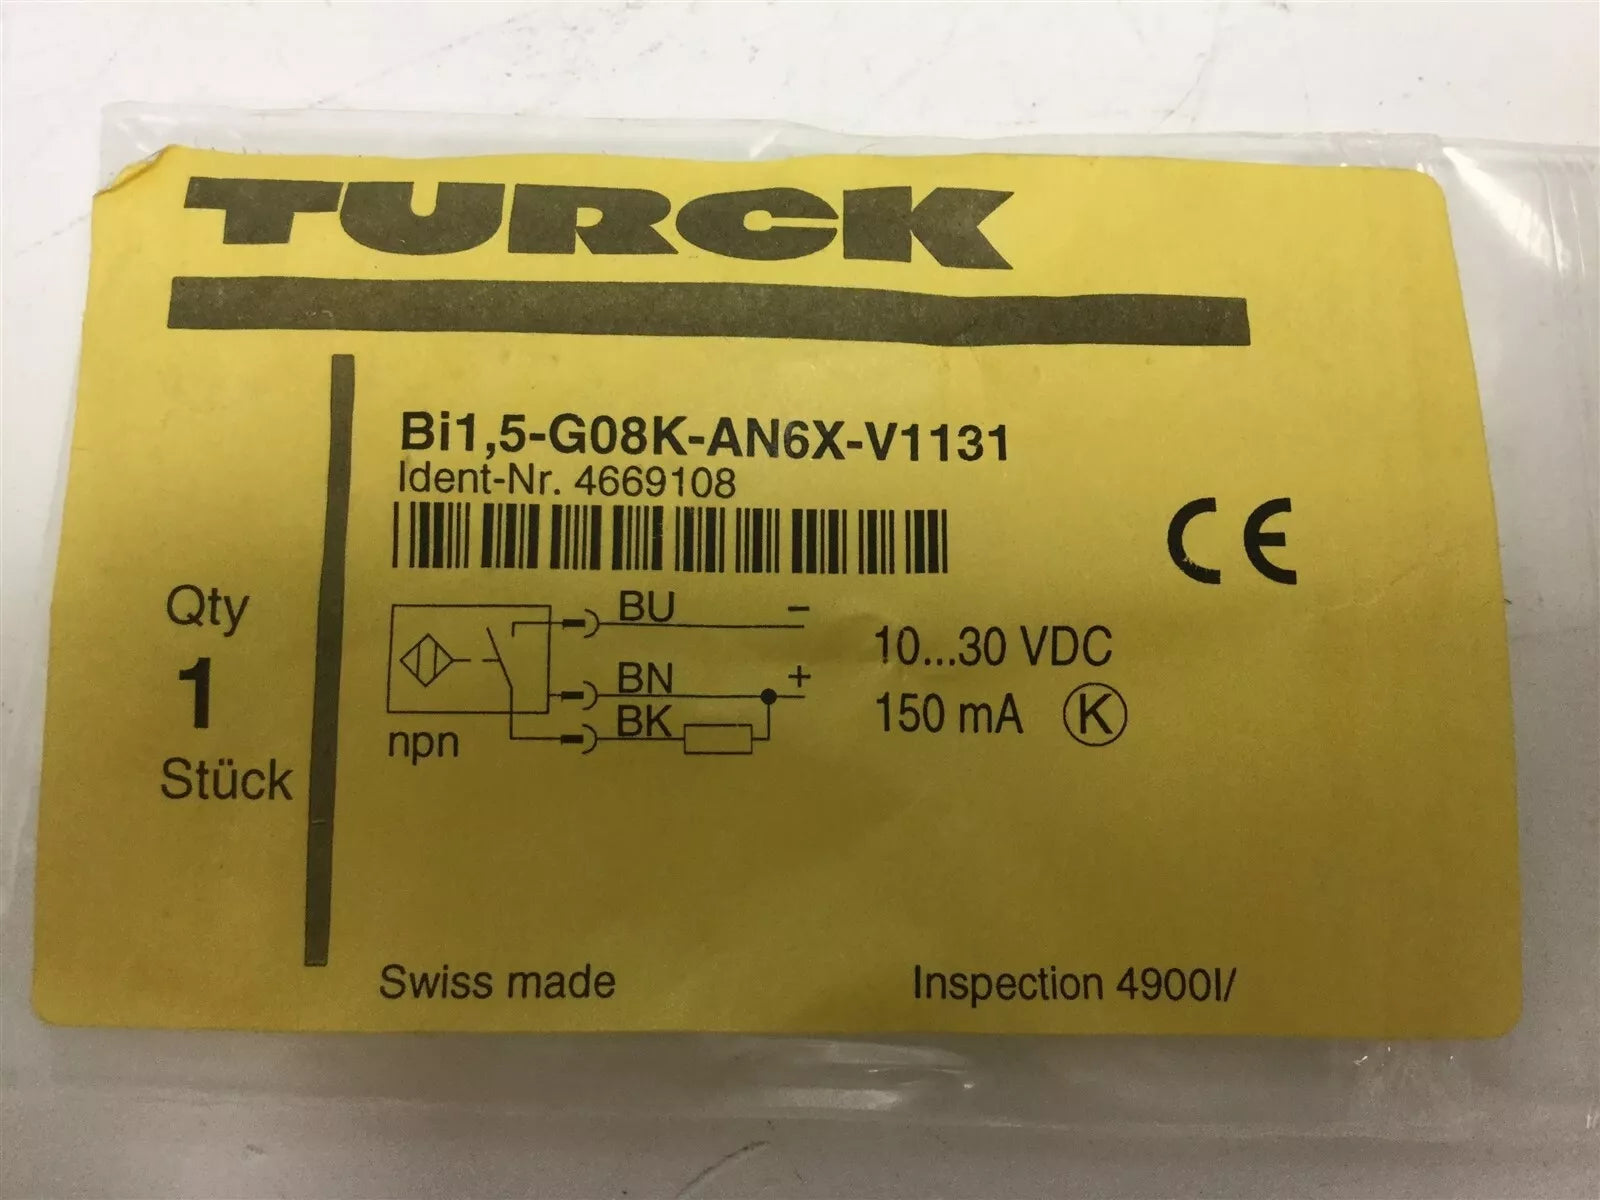 TURCK
Bi1,5-G08K-AN6X-V1131
Ident-Nr. 4669108
CE
Qty
1
Stück
BU −
BN +
BK
npn
10...30 VDC
150 mA K
Swiss made
Inspection 4900I/